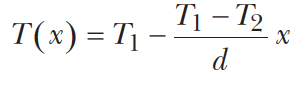 T(x) = T₁ − (T₁ − T₂)/d x